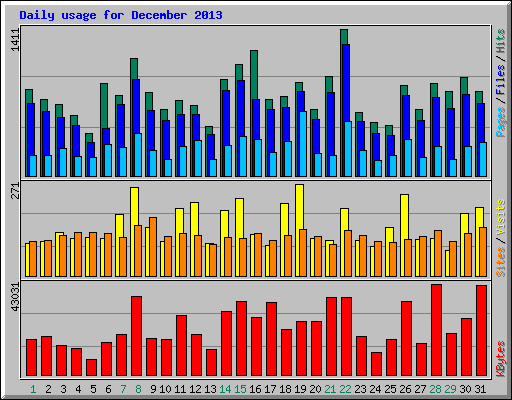 Daily usage for December 2013
1411
Pages / Files / Hits
271
Sites / Visits
43031
KBytes
1 2 3 4 5 6 7 8 9 10 11 12 13 14 15 16 17 18 19 20 21 22 23 24 25 26 27 28 29 30 31